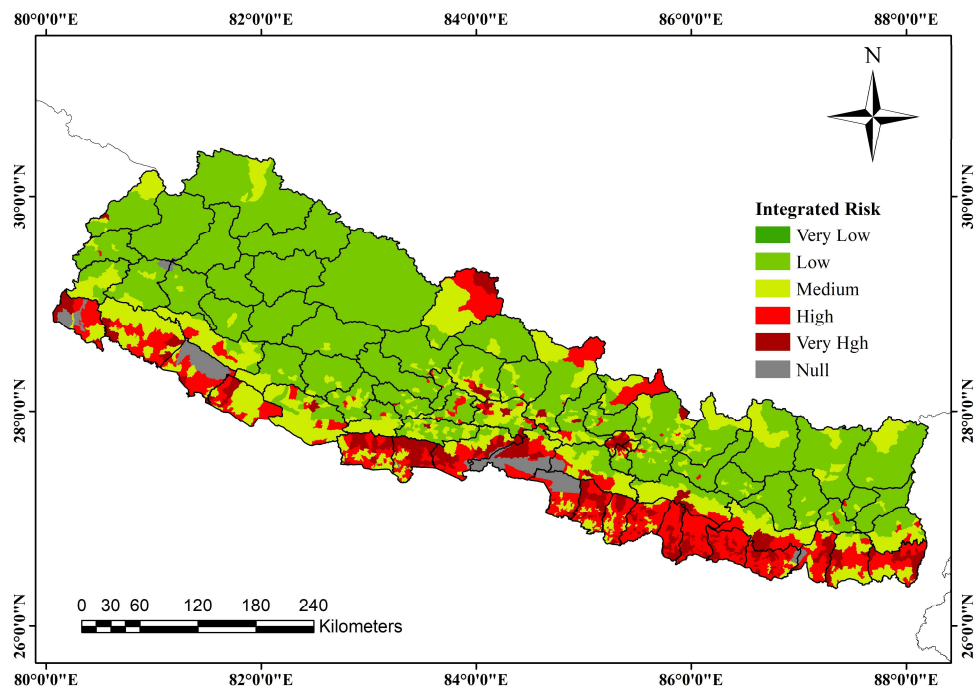 80°0'0"E 82°0'0"E 84°0'0"E 86°0'0"E 88°0'0"E
N
30°0'0"N 30°0'0"N
Integrated Risk
Very Low
Low
Medium
High
Very Hgh
Null
28°0'0"N 28°0'0"N
0 30 60 120 180 240
Kilometers
26°0'0"N 26°0'0"N
80°0'0"E 82°0'0"E 84°0'0"E 86°0'0"E 88°0'0"E